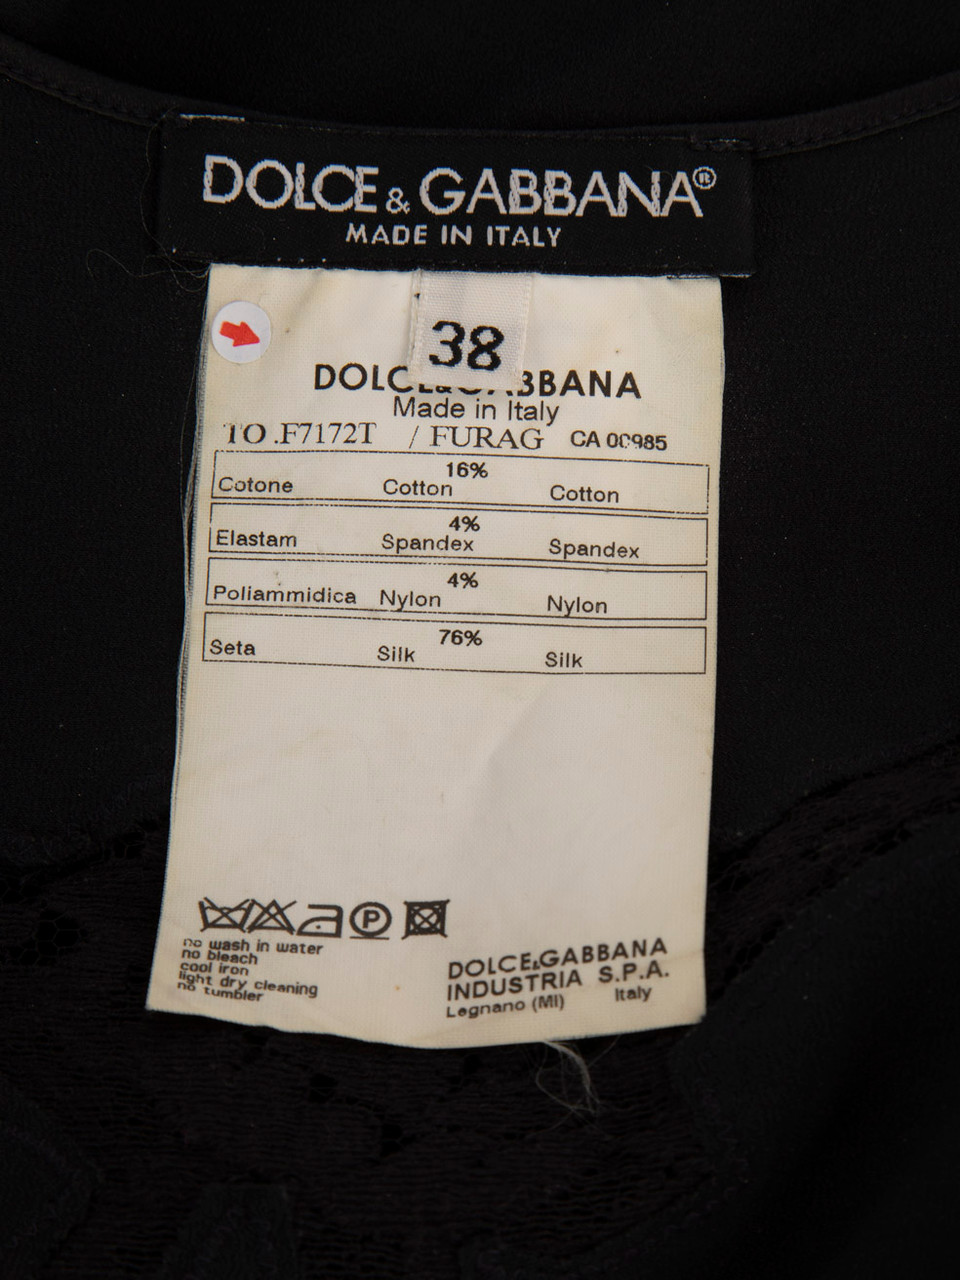 DOLCE & GABBANA®
MADE IN ITALY
38
Made in Italy
TO .F7172T / FURAG CA 00985
16%
Cotone Cotton Cotton
4%
Elastam Spandex Spandex
4%
Poliammidica Nylon Nylon
76%
Seta Silk Silk
P
no wash in water
no bleach
cool iron
light dry cleaning
no tumbler
DOLCE&GABBANA
INDUSTRIA S.P.A.
Legnano (MI) Italy